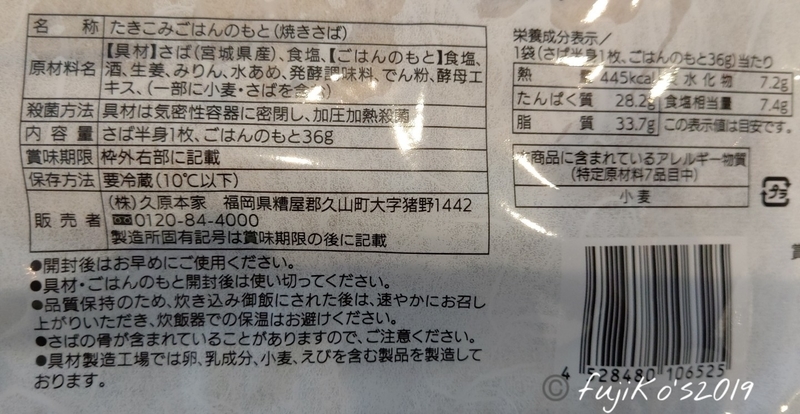 名称 たきこみごはんのもと(焼きさば)
原材料名 【具材】さば(宮城県産)、食塩、【ごはんのもと】食塩、
酒、生姜、みりん、水あめ、発酵調味料、でん粉、酵母エ
キス、(一部に小麦・さばを含む)
殺菌方法 具材は気密性容器に密閉し、加圧加熱殺菌
内容量 さば半身1枚、ごはんのもと36g
賞味期限 枠外右部に記載
保存方法 要冷蔵(10℃以下)
販売者 (株)久原本家 福岡県糟屋郡久山町大字猪野1442
0120-84-4000
製造所固有記号は賞味期限の後に記載
●開封後はお早めにご使用ください。
●具材・ごはんのもと開封後は使い切ってください。
●品質保持のため、炊き込み御飯にされた後は、速やかにお召し
上がりいただき、炊飯器での保温はお避けください。
●さばの骨が含まれていることがありますので、ご注意ください。
●具材製造工場では卵、乳成分、小麦、えびを含む製品を製造して
おります。
栄養成分表示/
1袋(さば半身1枚、ごはんのもと36g)当たり
熱量 445kcal 炭水化物 7.2g
たんぱく質 28.2g 食塩相当量 7.4g
脂質 33.7g この表示値は目安です。
本商品に含まれているアレルギー物質
(特定原材料7品目中)
小麦
プラ
4 528480 106525
© FujiKo's2019